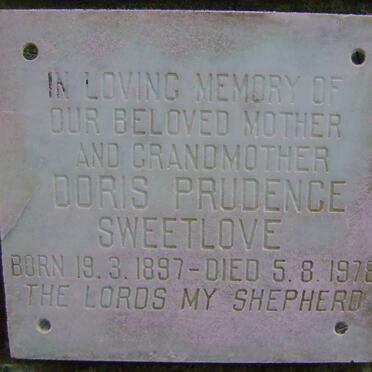 IN LOVING MEMORY OF
OUR BELOVED MOTHER
AND GRANDMOTHER
DORIS PRUDENCE
SWEETLOVE
BORN 19.3.1897-DIED 5.8.1978
THE LORDS MY SHEPHERD